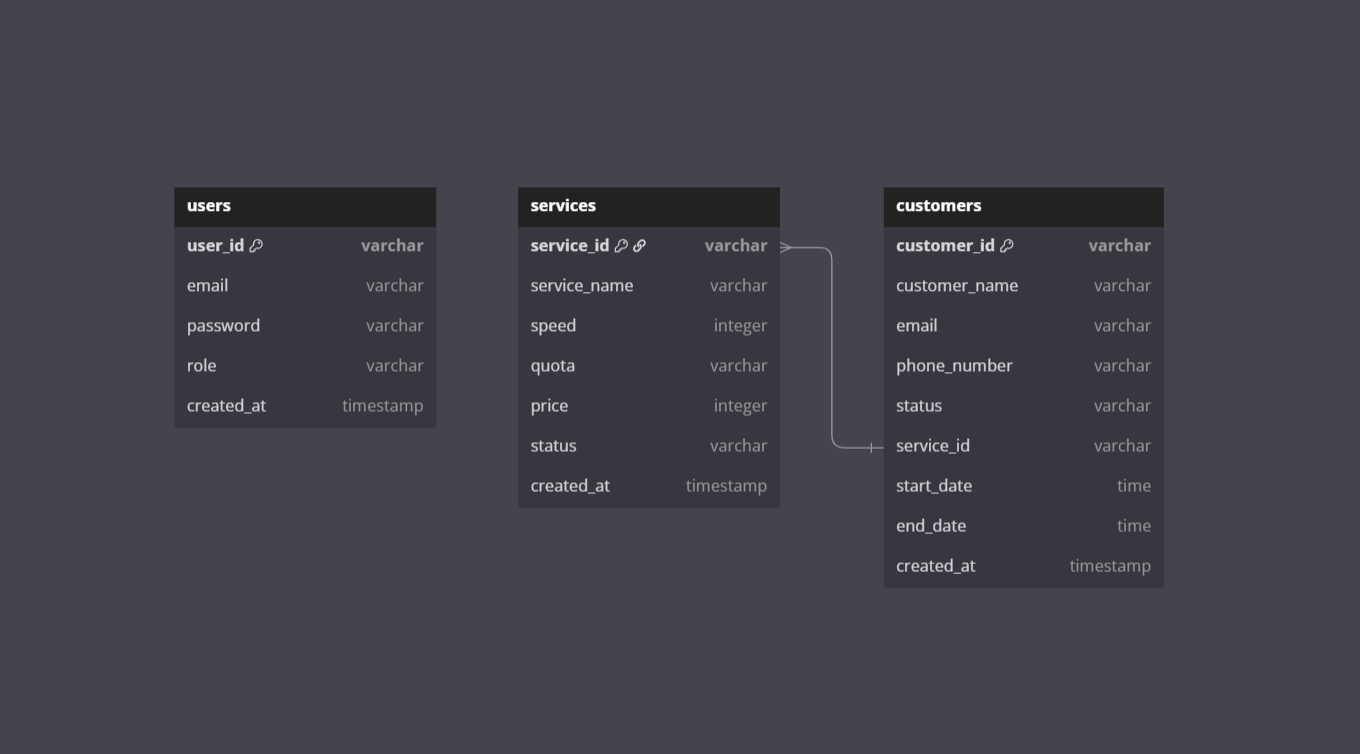 users
user_id varchar
email varchar
password varchar
role varchar
created_at timestamp
services
service_id varchar
service_name varchar
speed integer
quota varchar
price integer
status varchar
created_at timestamp
customers
customer_id varchar
customer_name varchar
email varchar
phone_number varchar
status varchar
service_id varchar
start_date time
end_date time
created_at timestamp